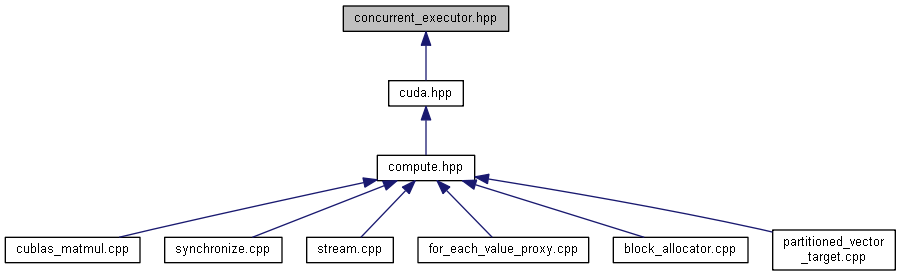 concurrent_executor.hpp
cuda.hpp
compute.hpp
cublas_matmul.cpp
synchronize.cpp
stream.cpp
for_each_value_proxy.cpp
block_allocator.cpp
partitioned_vector
_target.cpp